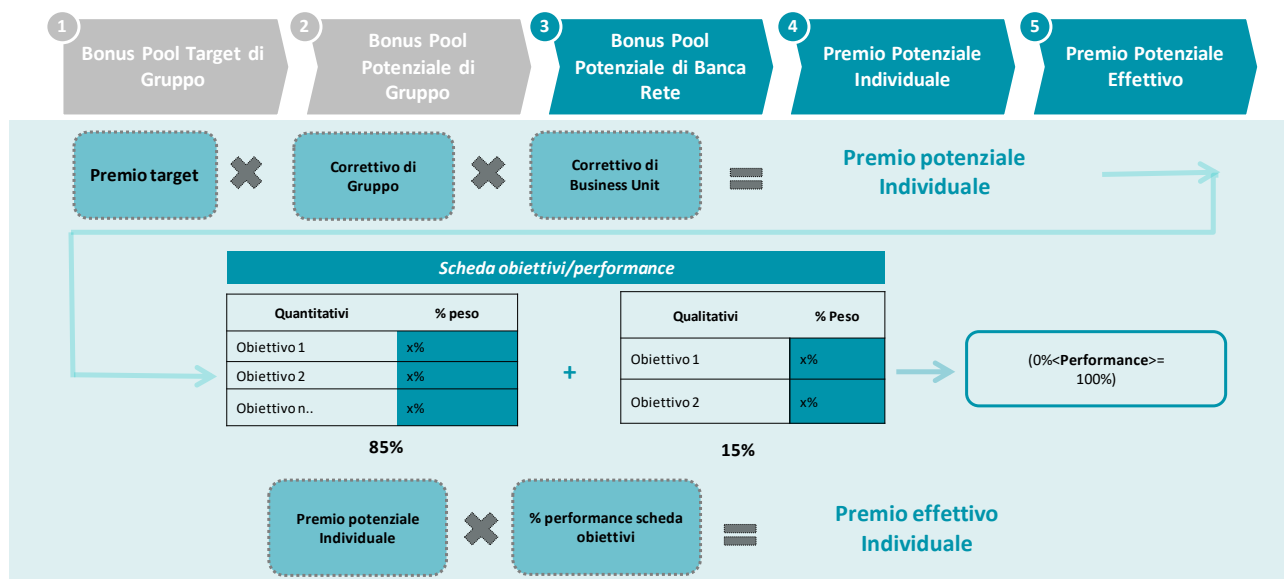 1
Bonus Pool Target di
Gruppo
2
Bonus Pool
Potenziale di
Gruppo
3
Bonus Pool
Potenziale di Banca
Rete
4
Premio Potenziale
Individuale
5
Premio Potenziale
Effettivo
Premio target
Correttivo di
Gruppo
Correttivo di
Business Unit
Premio potenziale
Individuale
Scheda obiettivi/performance
Quantitativi % peso
Obiettivo 1 x%
Obiettivo 2 x%
Obiettivo n.. x%
85%
+
Qualitativi % Peso
Obiettivo 1 x%
Obiettivo 2 x%
15%
(0%<Performance>=
100%)
Premio potenziale
Individuale
% performance scheda
obiettivi
Premio effettivo
Individuale